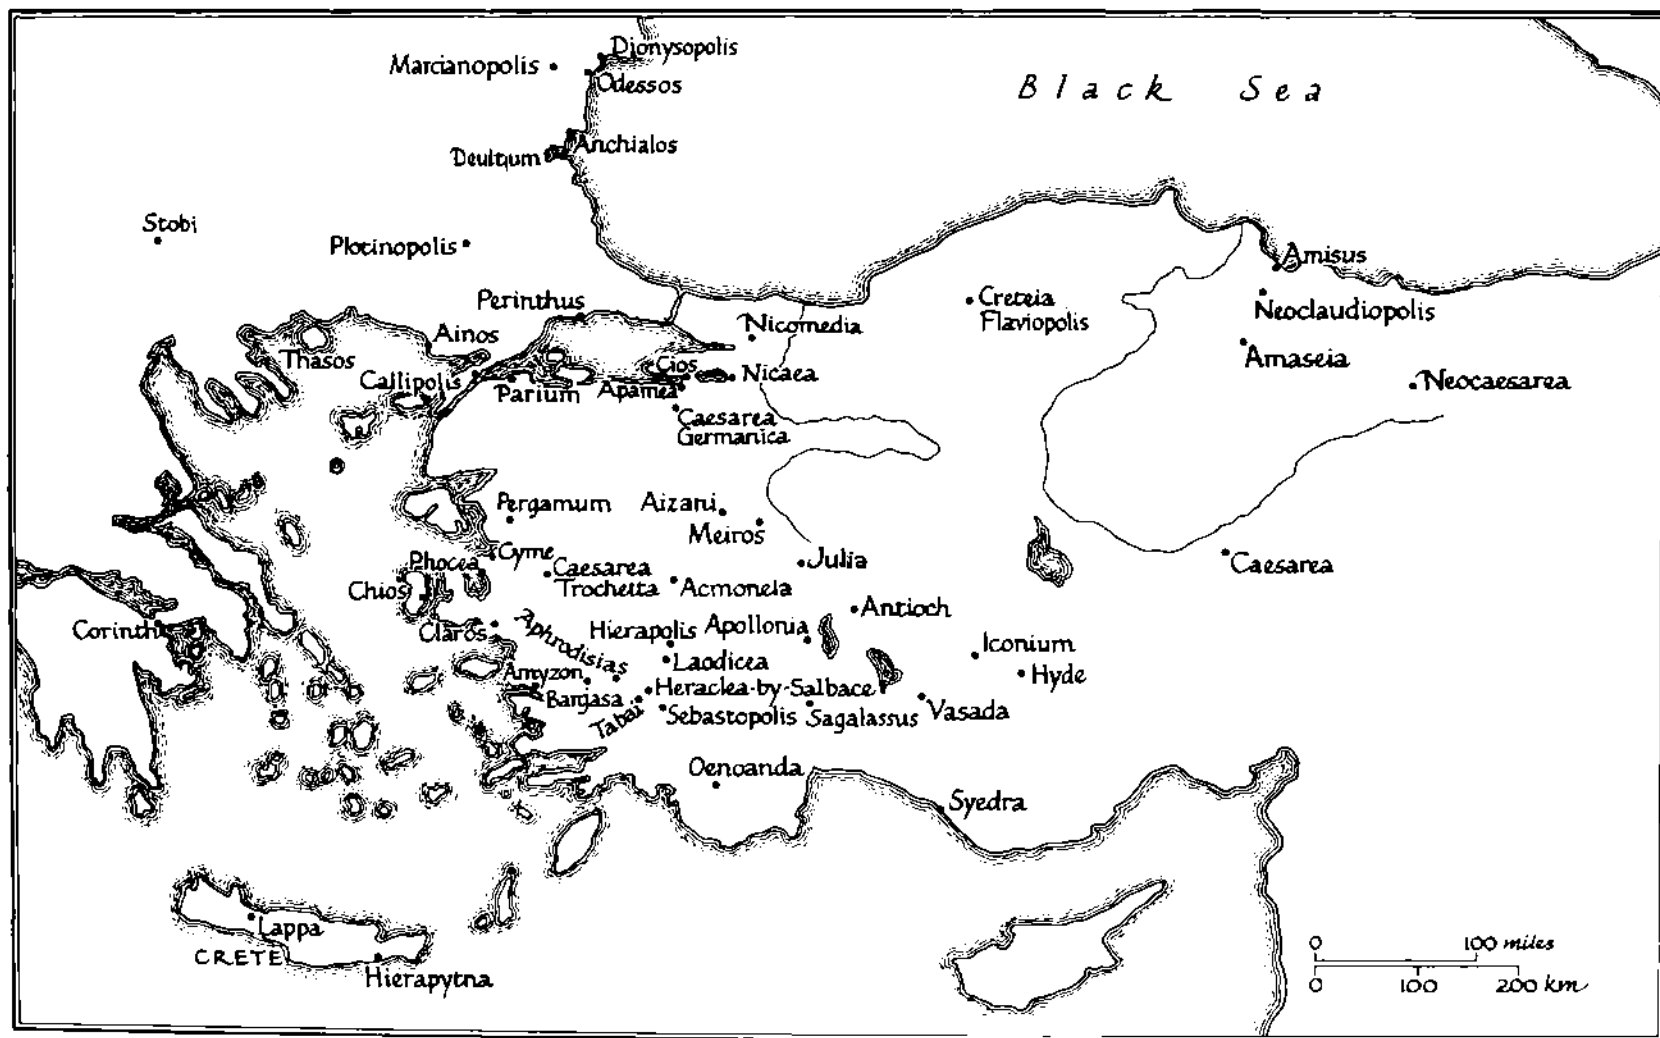 Dionysopolis
Marcianopolis
Odessos
Black Sea
Anchialos
Deultum
Stobi
Plotinopolis
Amisus
Perinthus
Creteia
Flaviopolis
Neoclaudiopolis
Nicomedia
Ainos
Thasos
Amaseia
Cios
Nicaea
Callipolis
Parium
Apamea
Neocaesarea
Caesarea
Germanica
Pergamum
Aizani
Meiros
Cyme
Phocea
Caesarea
Trochetta
Julia
Caesarea
Chios
Acmonela
Antioch
Corinth
Claros
Aphrodisias
Hierapolis
Apollonia
Iconium
Laodicea
Amyzon
Hyde
Bargasa
Heraclea-by-Salbace
Tabai
Sebastopolis
Sagalassus
Vasada
Oenoanda
Syedra
Lappa
CRETE
Hierapytna
0 100 miles
0 100 200 km